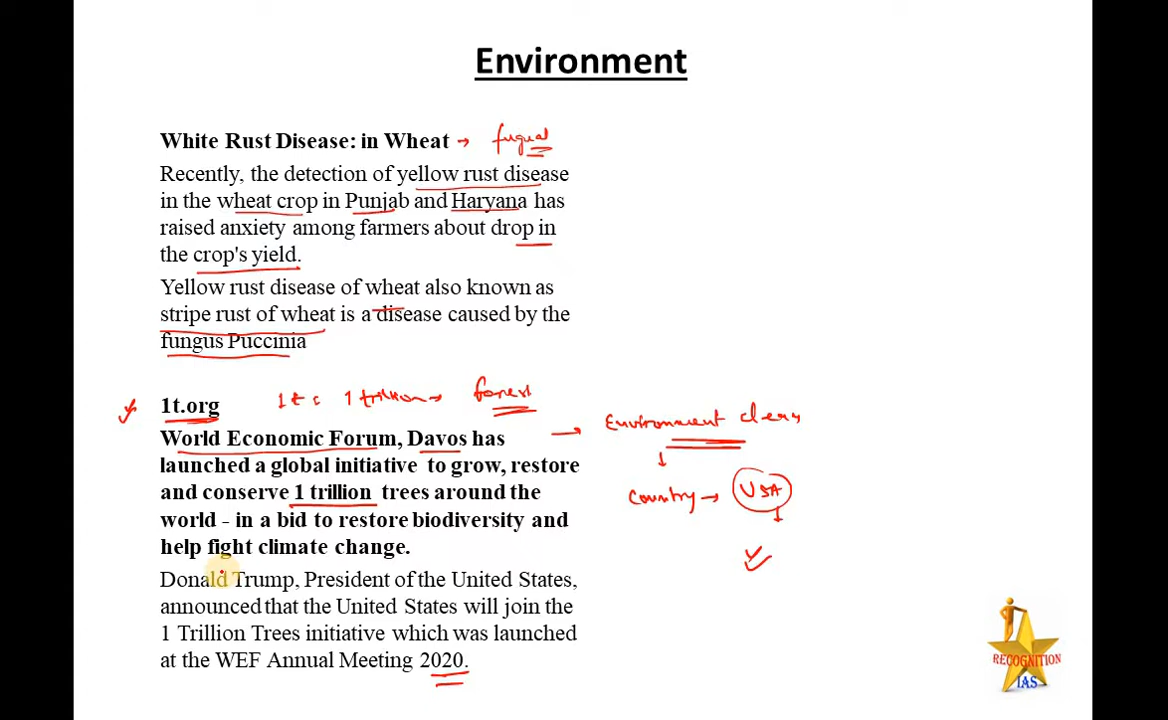 Environment
White Rust Disease: in Wheat → fugual
Recently, the detection of yellow rust disease
in the wheat crop in Punjab and Haryana has
raised anxiety among farmers about drop in
the crop's yield.
Yellow rust disease of wheat also known as
stripe rust of wheat is a disease caused by the
fungus Puccinia
1t.org 1t : 1 trillion → forest
World Economic Forum, Davos has → Environment clean
launched a global initiative to grow, restore
and conserve 1 trillion trees around the Country → USA
world - in a bid to restore biodiversity and
help fight climate change.
Donald Trump, President of the United States,
announced that the United States will join the
1 Trillion Trees initiative which was launched
at the WEF Annual Meeting 2020.
RECOGNITION
IAS